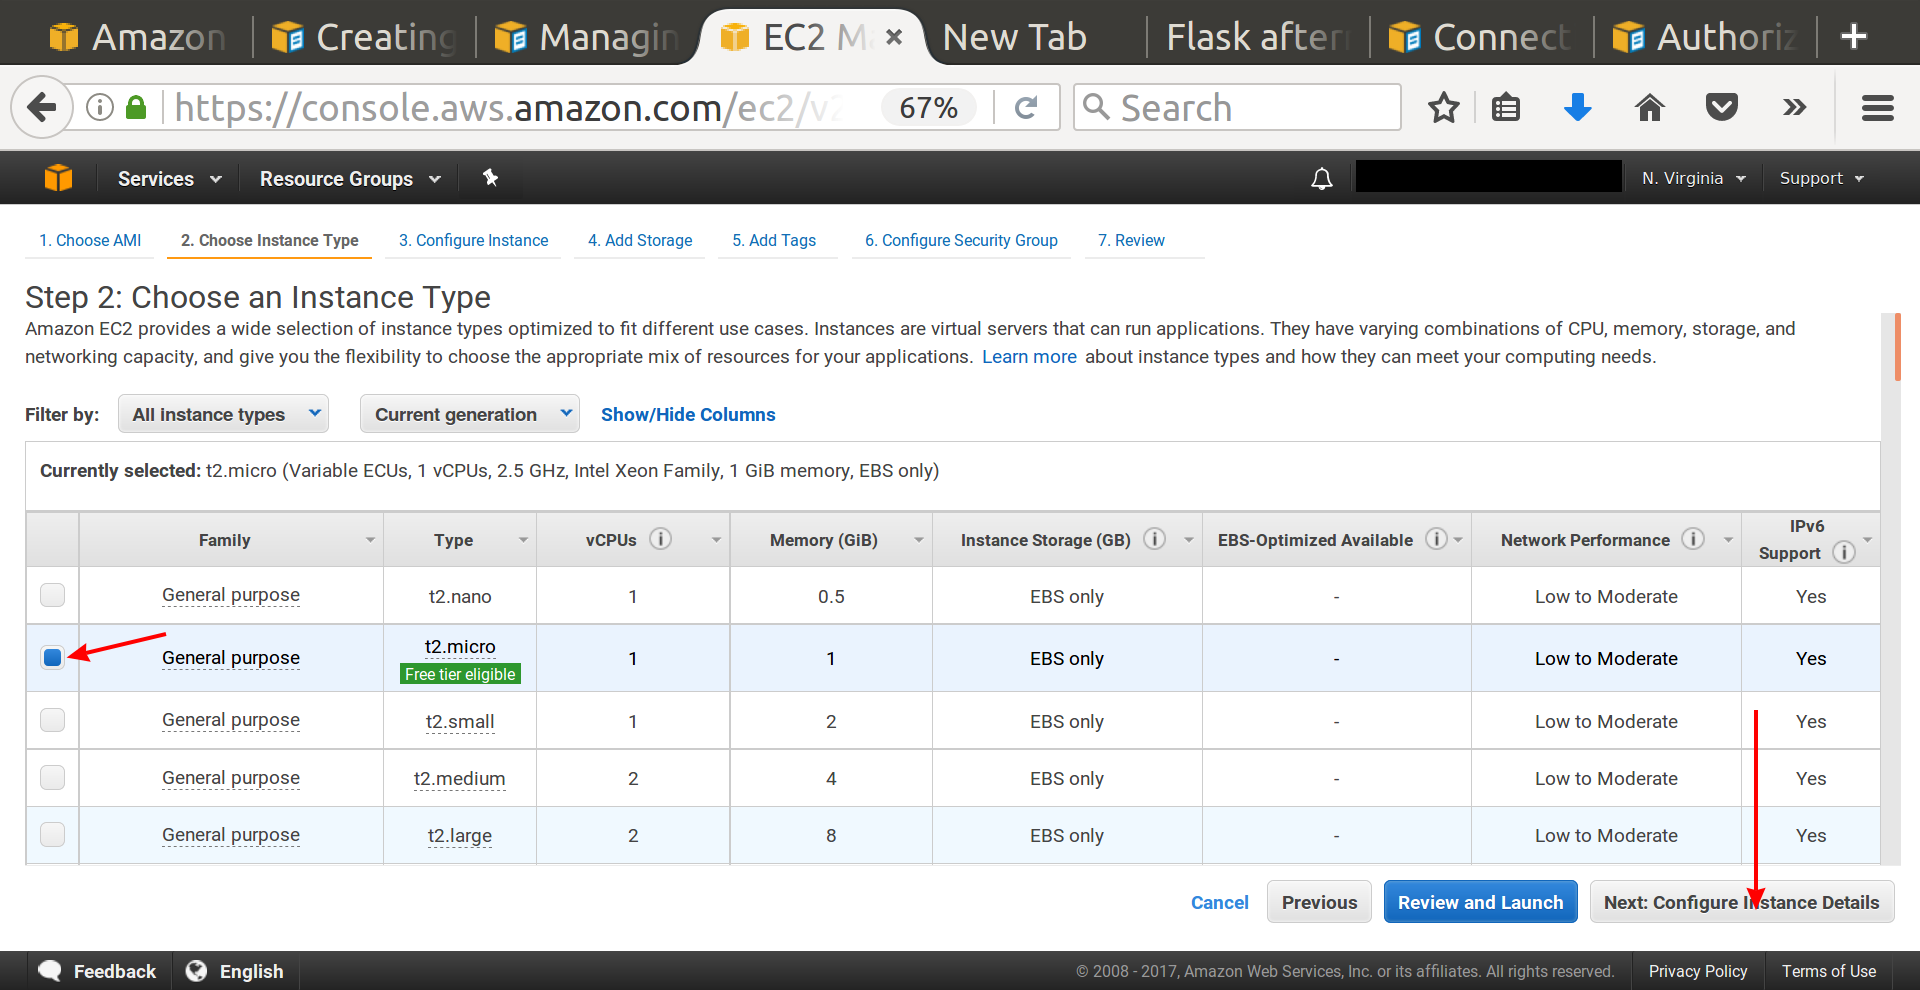 Amazon
Creating
Managin
EC2 M
New Tab
Flask after
Connect
Authoriz
https://console.aws.amazon.com/ec2/v2
67%
Search
Services
Resource Groups
N. Virginia
Support
1. Choose AMI
2. Choose Instance Type
3. Configure Instance
4. Add Storage
5. Add Tags
6. Configure Security Group
7. Review
Step 2: Choose an Instance Type
Amazon EC2 provides a wide selection of instance types optimized to fit different use cases. Instances are virtual servers that can run applications. They have varying combinations of CPU, memory, storage, and
networking capacity, and give you the flexibility to choose the appropriate mix of resources for your applications. Learn more about instance types and how they can meet your computing needs.
Filter by: All instance types Current generation Show/Hide Columns
Currently selected: t2.micro (Variable ECUs, 1 vCPUs, 2.5 GHz, Intel Xeon Family, 1 GiB memory, EBS only)
Family Type vCPUs Memory (GiB) Instance Storage (GB) EBS-Optimized Available Network Performance IPv6 Support
General purpose t2.nano 1 0.5 EBS only - Low to Moderate Yes
General purpose t2.micro 1 1 EBS only - Low to Moderate Yes
Free tier eligible
General purpose t2.small 1 2 EBS only - Low to Moderate Yes
General purpose t2.medium 2 4 EBS only - Low to Moderate Yes
General purpose t2.large 2 8 EBS only - Low to Moderate Yes
Cancel Previous Review and Launch Next: Configure Instance Details
Feedback English © 2008 - 2017, Amazon Web Services, Inc. or its affiliates. All rights reserved. Privacy Policy Terms of Use